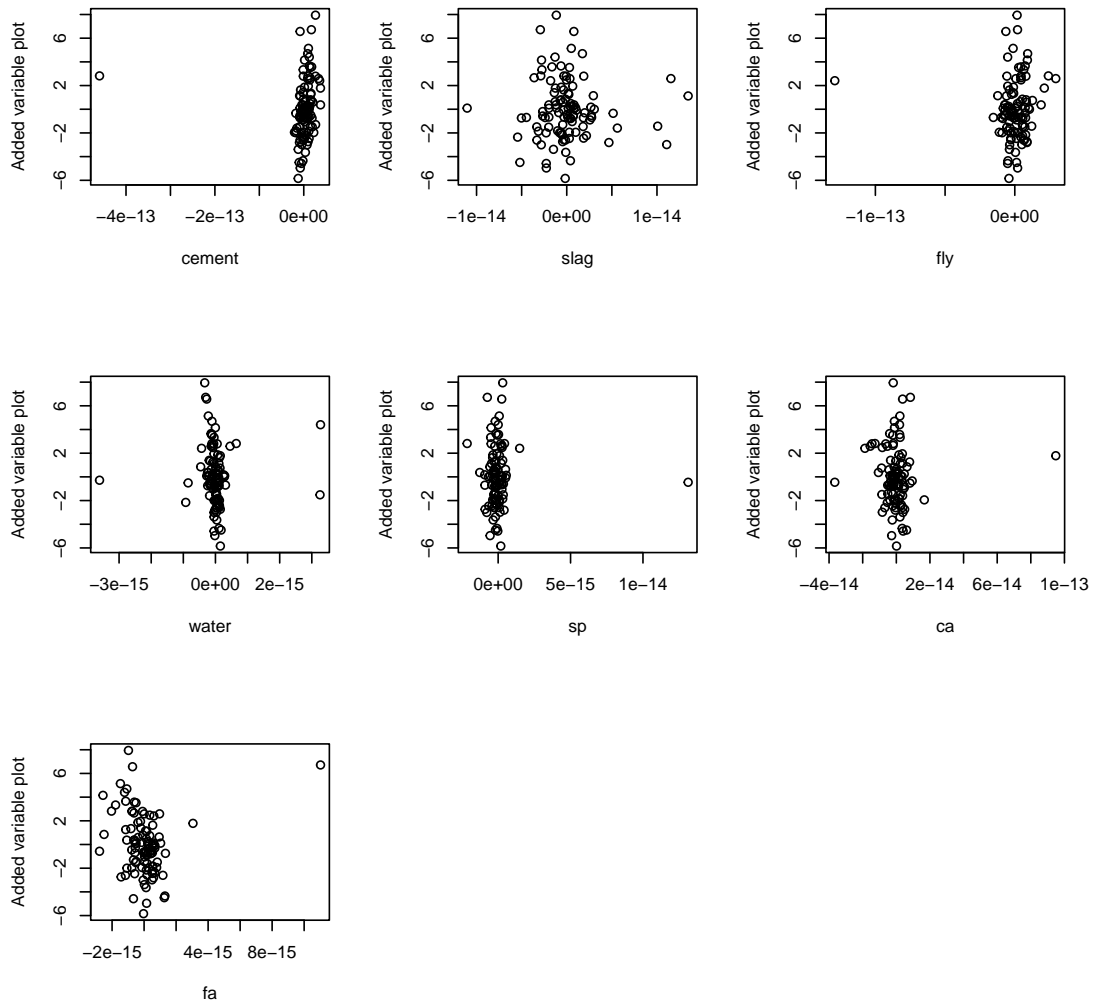 Added variable plot
6
2
−2
−6
−4e−13 −2e−13 0e+00
cement
Added variable plot
6
2
−2
−6
−1e−14 0e+00 1e−14
slag
Added variable plot
6
2
−2
−6
−1e−13 0e+00
fly
Added variable plot
6
2
−2
−6
−3e−15 0e+00 2e−15
water
Added variable plot
6
2
−2
−6
0e+00 5e−15 1e−14
sp
Added variable plot
6
2
−2
−6
−4e−14 2e−14 6e−14 1e−13
ca
Added variable plot
6
2
−2
−6
−2e−15 4e−15 8e−15
fa